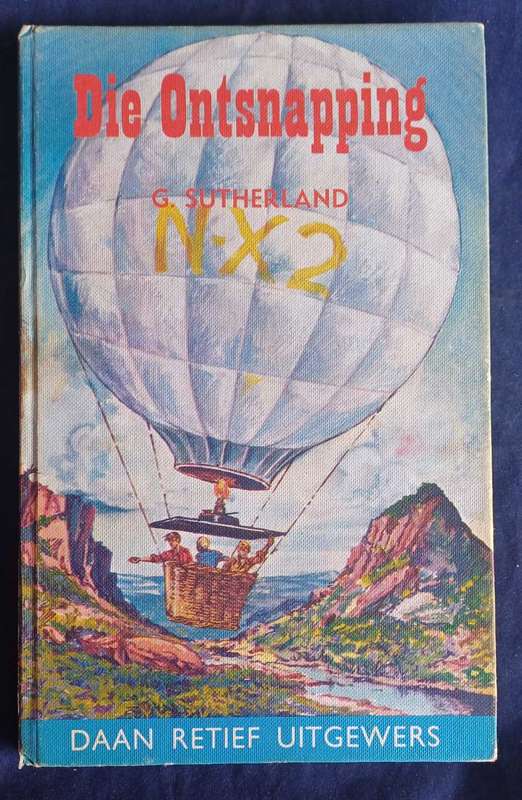 Die Ontsnapping
G. SUTHERLAND
N-X2
DAAN RETIEF UITGEWERS